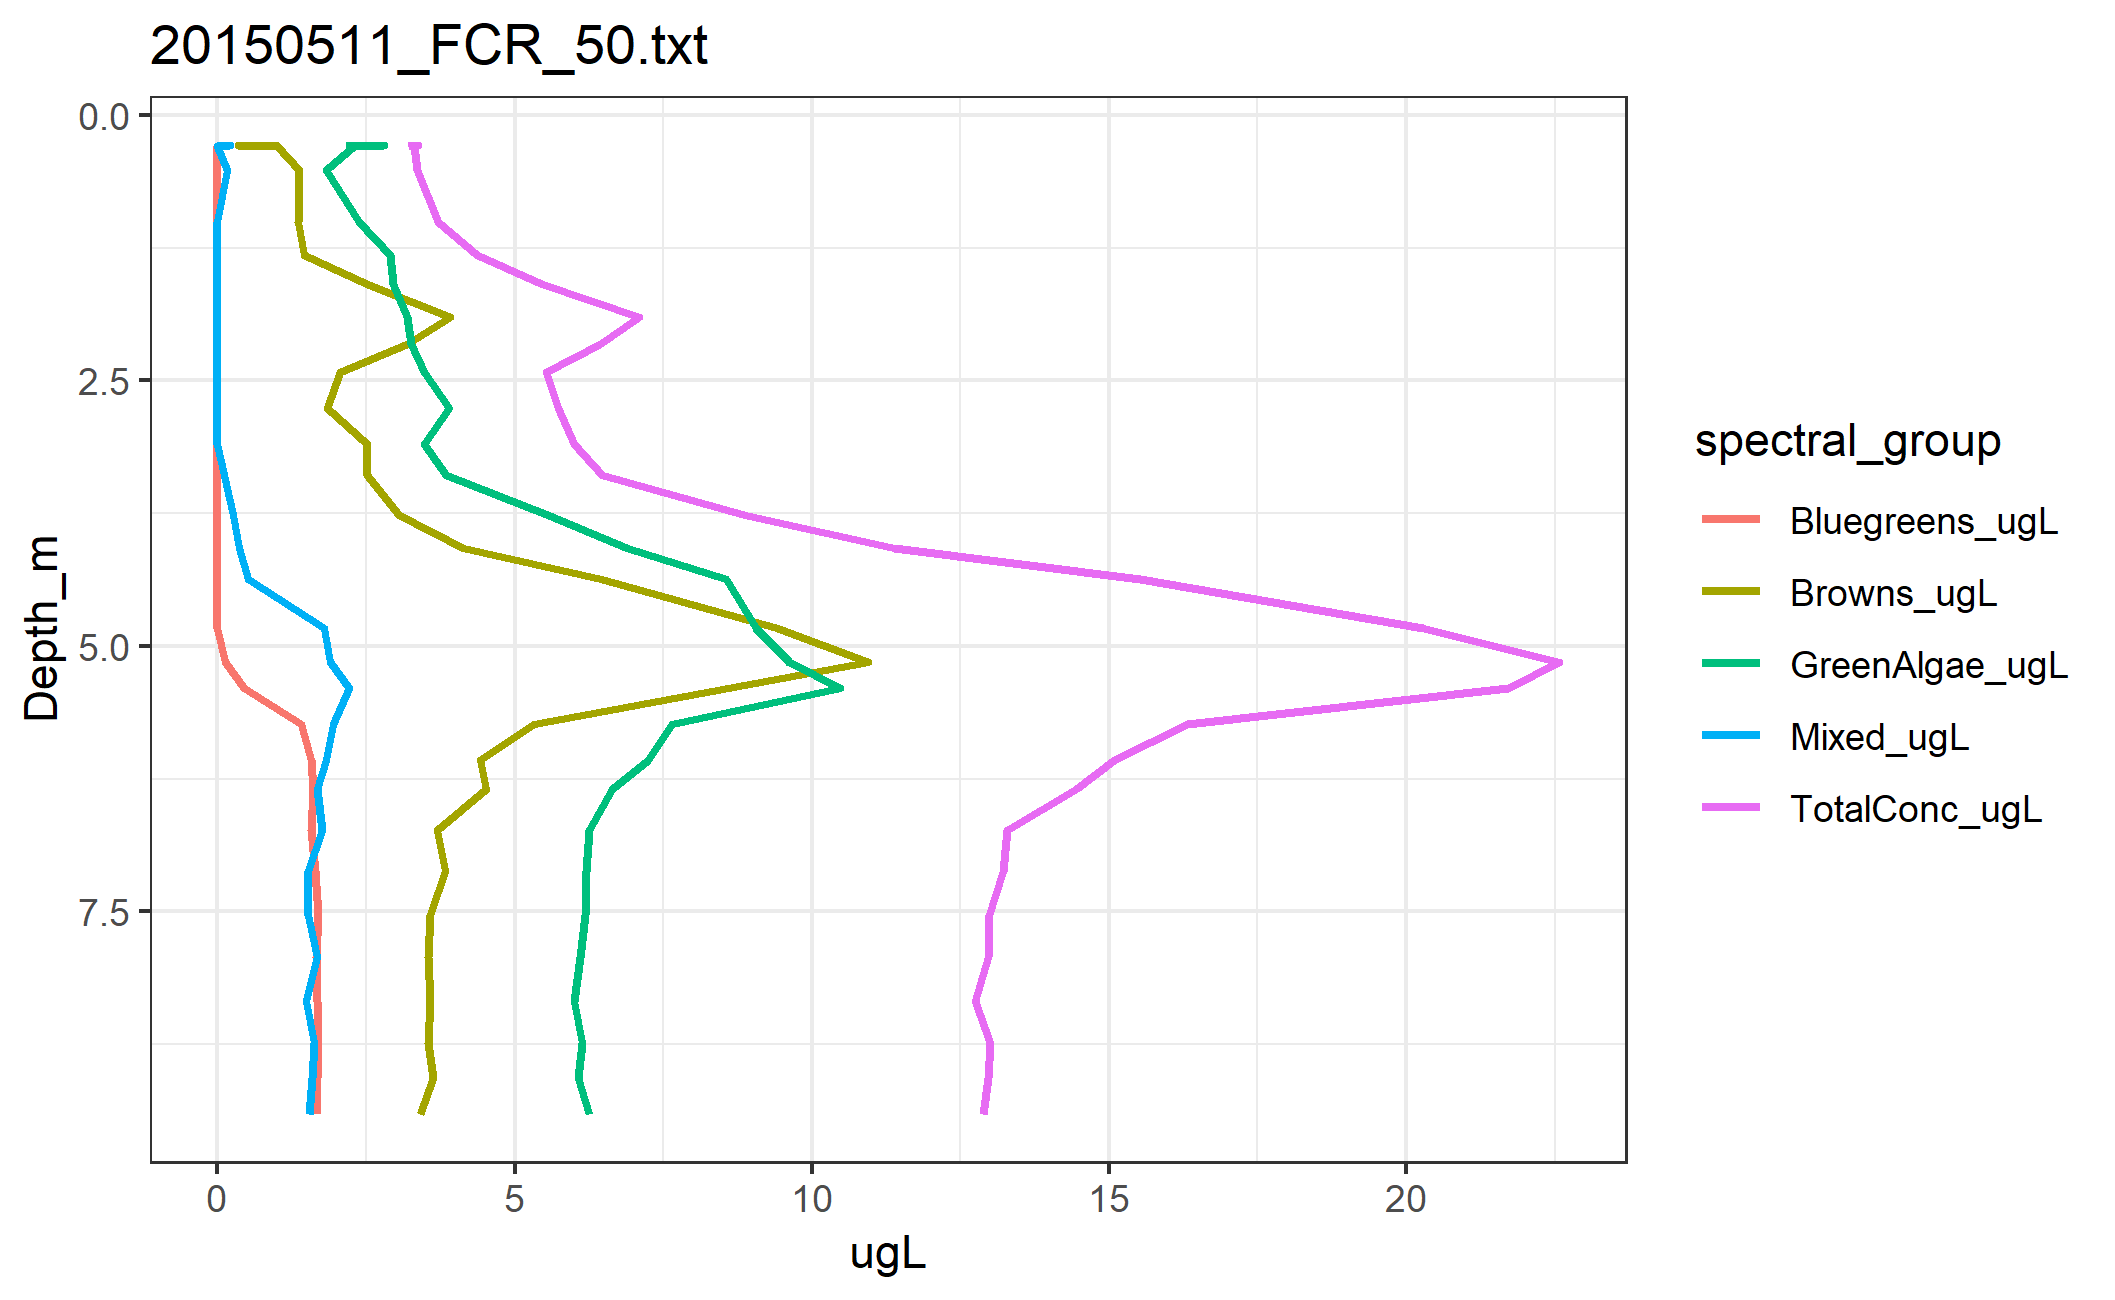 20150511_FCR_50.txt
0.0
2.5
5.0
7.5
Depth_m
0 5 10 15 20
ugL
spectral_group
Bluegreens_ugL
Browns_ugL
GreenAlgae_ugL
Mixed_ugL
TotalConc_ugL